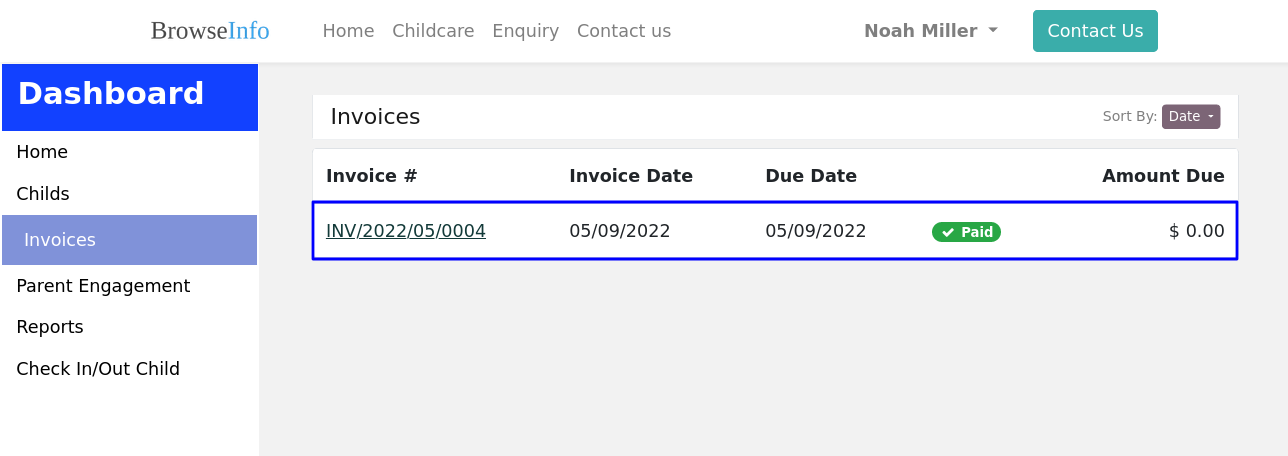 BrowseInfo Home Childcare Enquiry Contact us Noah Miller Contact Us
Dashboard
Home
Childs
Invoices
Parent Engagement
Reports
Check In/Out Child
Invoices Sort By: Date
Invoice # Invoice Date Due Date Amount Due
INV/2022/05/0004 05/09/2022 05/09/2022 Paid $ 0.00